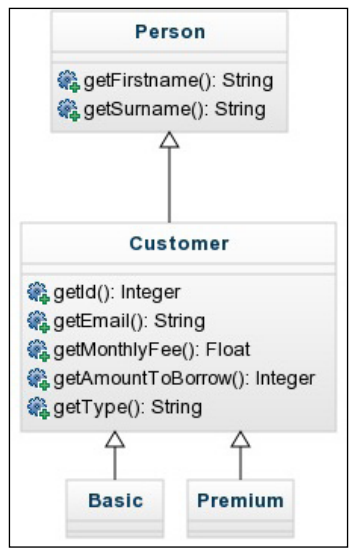 Person
getFirstname(): String
getSurname(): String
Customer
getId(): Integer
getEmail(): String
getMonthlyFee(): Float
getAmountToBorrow(): Integer
getType(): String
Basic
Premium